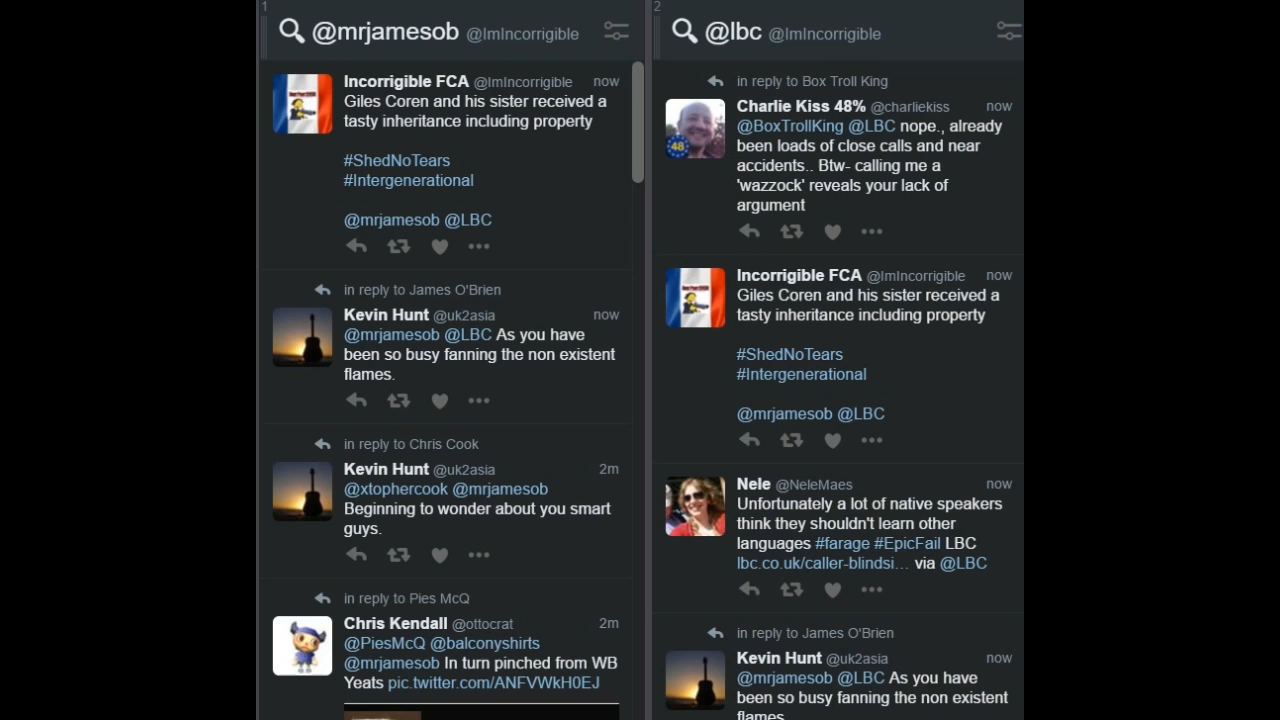 1
@mrjamesob @ImIncorrigible
Incorrigible FCA @ImIncorrigible now
Giles Coren and his sister received a
tasty inheritance including property
#ShedNoTears
#Intergenerational
@mrjamesob @LBC
in reply to James O'Brien
Kevin Hunt @uk2asia now
@mrjamesob @LBC As you have
been so busy fanning the non existent
flames.
in reply to Chris Cook
Kevin Hunt @uk2asia 2m
@xtophercook @mrjamesob
Beginning to wonder about you smart
guys.
in reply to Pies McQ
Chris Kendall @ottocrat 2m
@PiesMcQ @balconyshirts
@mrjamesob In turn pinched from WB
Yeats pic.twitter.com/ANFVWkH0EJ
2
@lbc @ImIncorrigible
in reply to Box Troll King
Charlie Kiss 48% @charliekiss now
@BoxTrollKing @LBC nope., already
been loads of close calls and near
accidents.. Btw- calling me a
'wazzock' reveals your lack of
argument
48
Incorrigible FCA @ImIncorrigible now
Giles Coren and his sister received a
tasty inheritance including property
#ShedNoTears
#Intergenerational
@mrjamesob @LBC
Nele @NeleMaes now
Unfortunately a lot of native speakers
think they shouldn't learn other
languages #farage #EpicFail LBC
lbc.co.uk/caller-blindsi... via @LBC
in reply to James O'Brien
Kevin Hunt @uk2asia now
@mrjamesob @LBC As you have
been so busy fanning the non existent
flames.